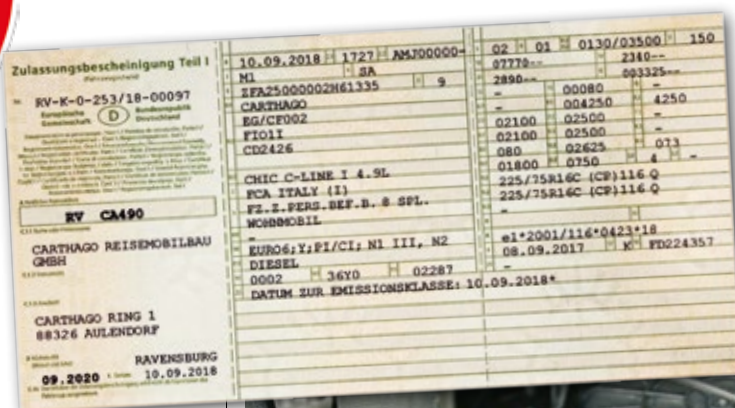 Zulassungsbescheinigung Teil I
(Fahrzeugschein)
Nr. RV-K-0-253/18-00097
Europäische Gemeinschaft D Bundesrepublik Deutschland
RV CA490
CARTHAGO REISEMOBILBAU
GMBH
CARTHAGO RING 1
88326 AULENDORF
RAVENSBURG
09.2020 10.09.2018
10.09.2018 1727 AMJ00000-
M1 SA
ZFA25000002H61335 9
CARTHAGO
EG/CF002
FIO1I
CD2426
CHIC C-LINE I 4.9L
FCA ITALY (I)
FZ.Z.PERS.BEF.B. 8 SPL.
WOHNMOBIL
-
EURO6;Y;PI/CI; N1 III, N2
DIESEL
0002 36Y0 02287
DATUM ZUR EMISSIONSKLASSE: 10.09.2018*
02 01 0130/03500 150
07770-- 2340--
2890-- 003325--
- 00080 -
- 004250 4250
02100 02500 -
02100 02500 -
080 02625 073
01800 0750 4 -
225/75R16C (CP)116 Q
225/75R16C (CP)116 Q
-
-
e1*2001/116*0423*18
08.09.2017 K FD224357
-